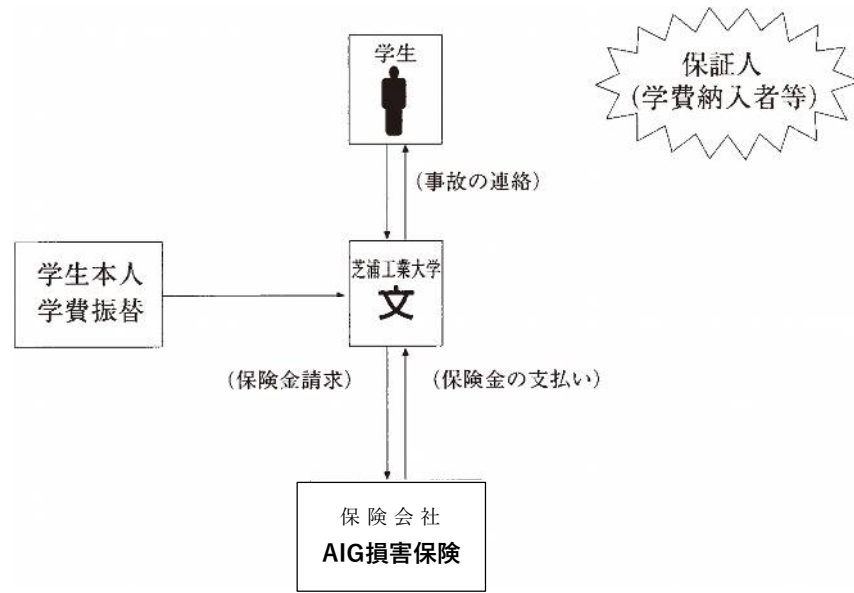 学生
保証人
(学費納入者等)
(事故の連絡)
学生本人
学費振替
芝浦工業大学
文
(保険金請求)
(保険金の支払い)
保険会社
AIG損害保険